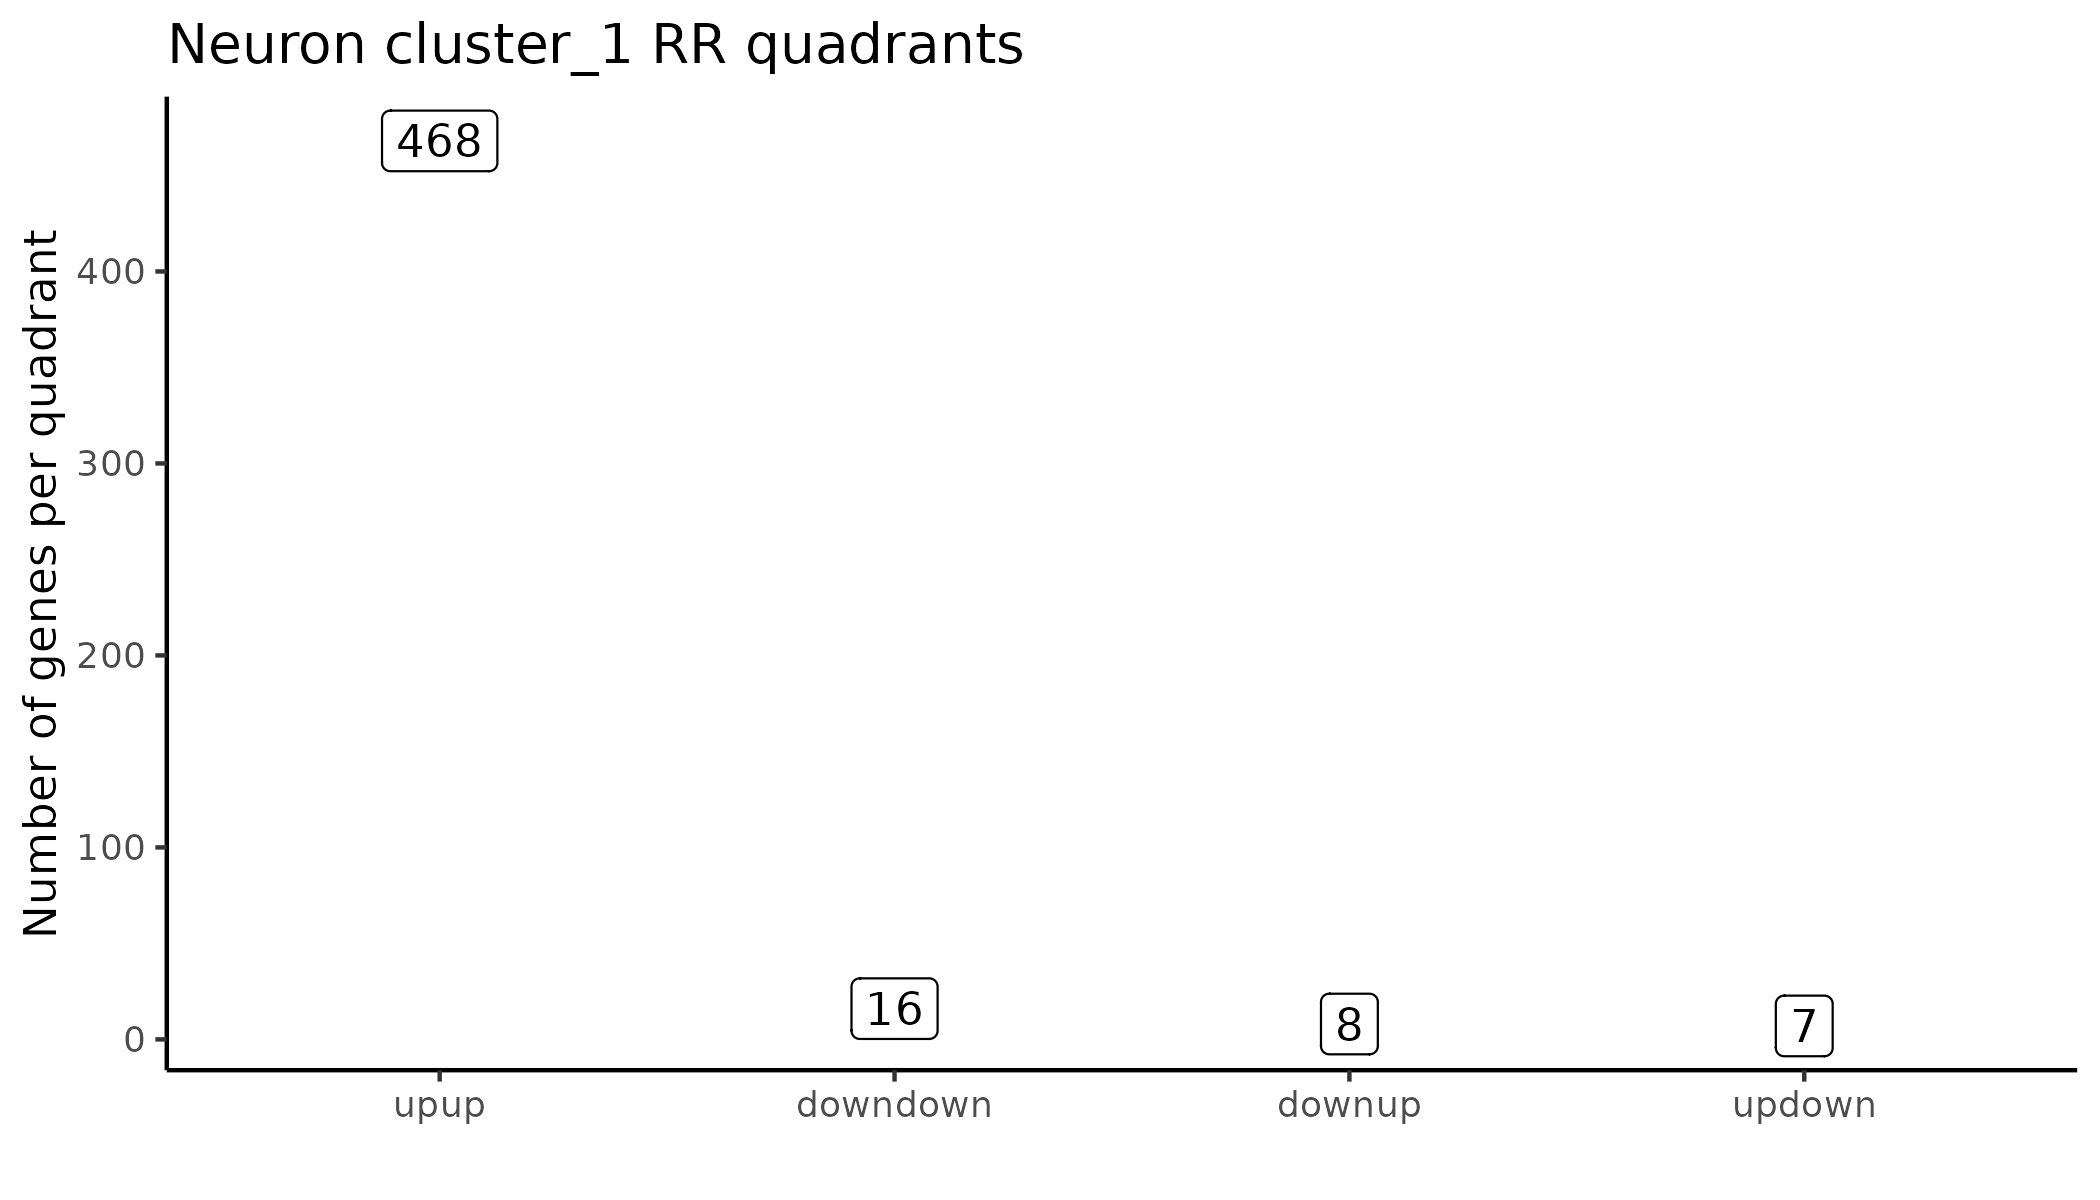 Neuron cluster_1 RR quadrants
Number of genes per quadrant
400
300
200
100
0
468
16
8
7
upup
downdown
downup
updown